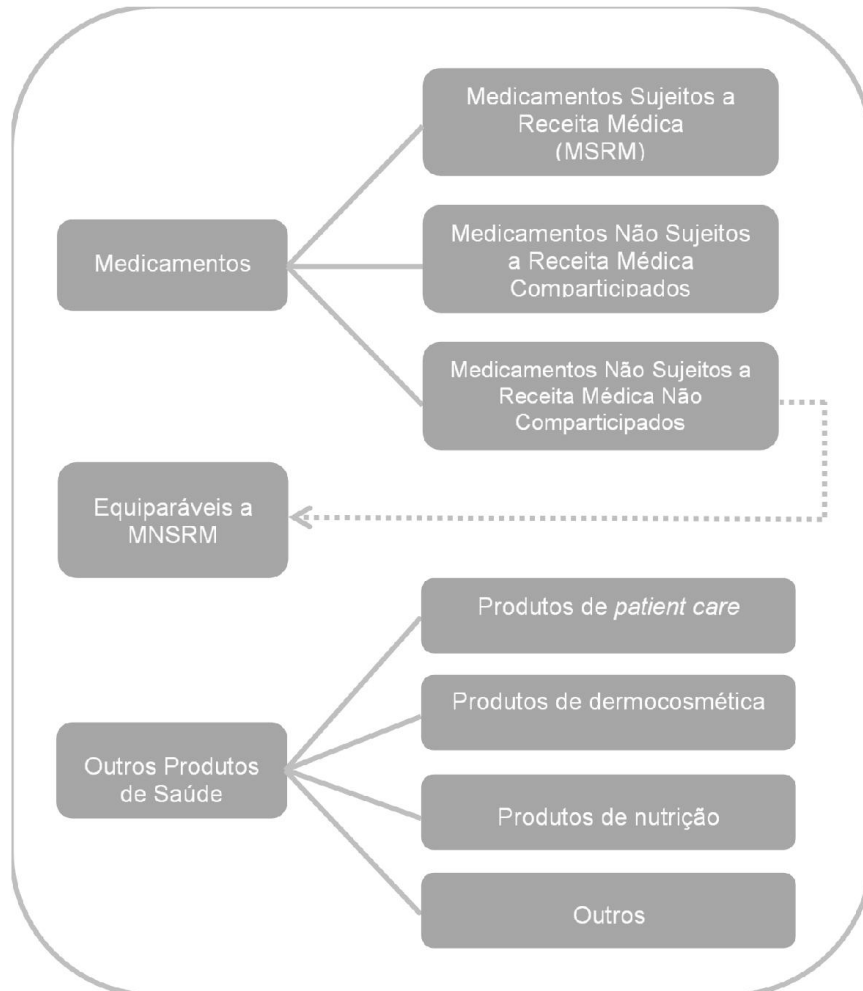 Medicamentos Sujeitos a
Receita Médica
(MSRM)
Medicamentos
Medicamentos Não Sujeitos
a Receita Médica
Comparticipados
Medicamentos Não Sujeitos a
Receita Médica Não
Comparticipados
Equiparáveis a
MNSRM
Produtos de patient care
Produtos de dermocosmética
Outros Produtos
de Saúde
Produtos de nutrição
Outros